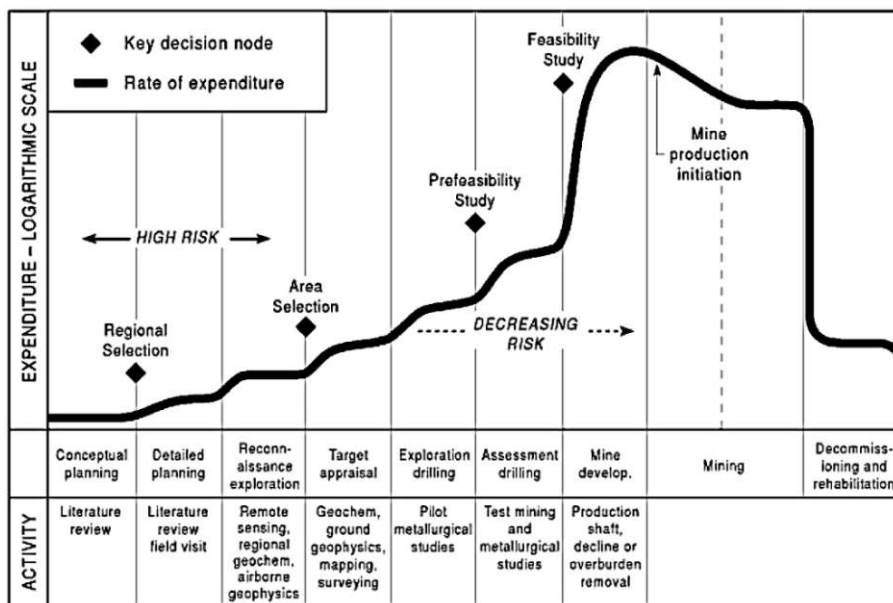 EXPENDITURE – LOGARITHMIC SCALE
Key decision node
Rate of expenditure
Feasibility
Study
Mine
production
initiation
Prefeasibility
Study
HIGH RISK
Area
Selection
DECREASING
RISK
Regional
Selection
Conceptual
planning
Detailed
planning
Reconn-
aissance
exploration
Target
appraisal
Exploration
drilling
Assessment
drilling
Mine
develop.
Mining
Decommiss-
ioning and
rehabilitation
ACTIVITY
Literature
review
Literature
review
field visit
Remote
sensing,
regional
geochem,
airborne
geophysics
Geochem,
ground
geophysics,
mapping,
surveying
Pilot
metallurgical
studies
Test mining
and
metallurgical
studies
Production
shaft,
decline or
overburden
removal